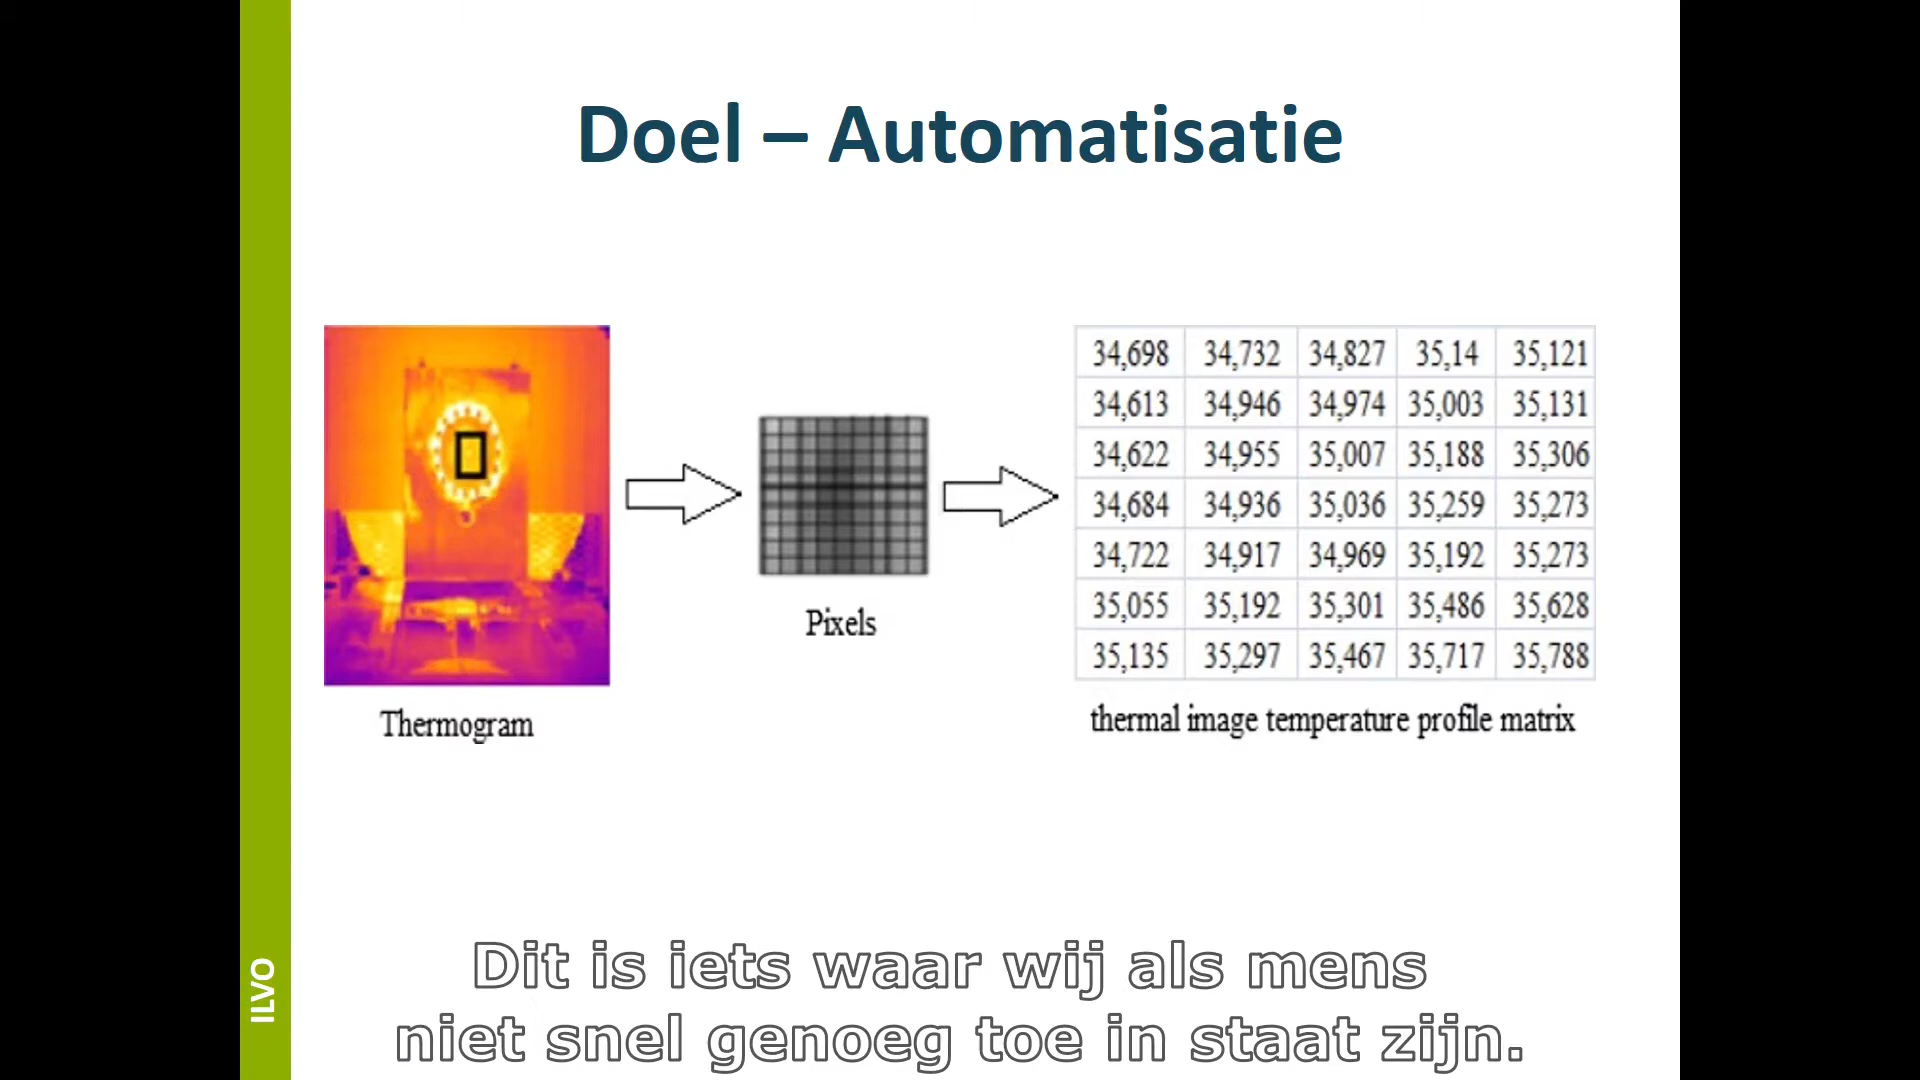 Doel – Automatisatie
34,698 34,732 34,827 35,14 35,121
34,613 34,946 34,974 35,003 35,131
34,622 34,955 35,007 35,188 35,306
34,684 34,936 35,036 35,259 35,273
34,722 34,917 34,969 35,192 35,273
35,055 35,192 35,301 35,486 35,628
35,135 35,297 35,467 35,717 35,788
Pixels
Thermogram
thermal image temperature profile matrix
ILVO
Dit is iets waar wij als mens
niet snel genoeg toe in staat zijn.